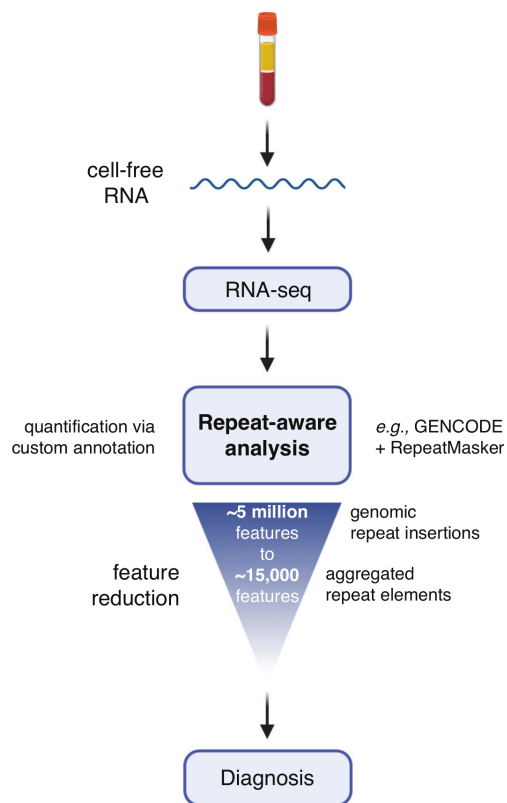 cell-free
RNA
RNA-seq
quantification via
custom annotation
Repeat-aware
analysis
e.g., GENCODE
+ RepeatMasker
~5 million
features
to
~15,000
features
genomic
repeat insertions
feature
reduction
aggregated
repeat elements
Diagnosis